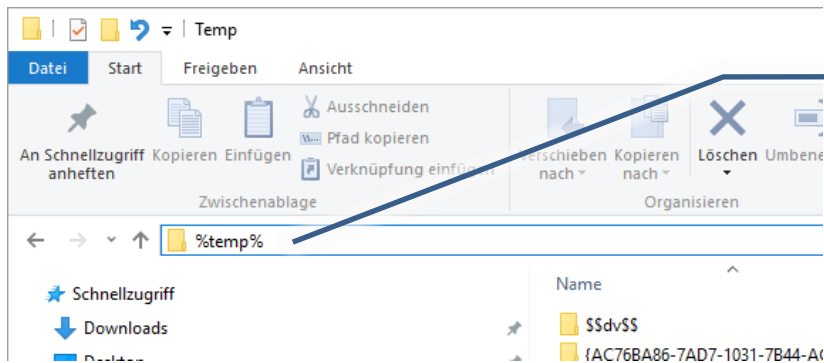 Temp
Datei Start Freigeben Ansicht
Ausschneiden
Pfad kopieren
An Schnellzugriff Kopieren Einfügen Verknüpfung einfügen Verschieben Kopieren Löschen
anheften nach nach
Zwischenablage Organisieren
%temp%
Name
Schnellzugriff
Downloads $$dv$$
Desktop